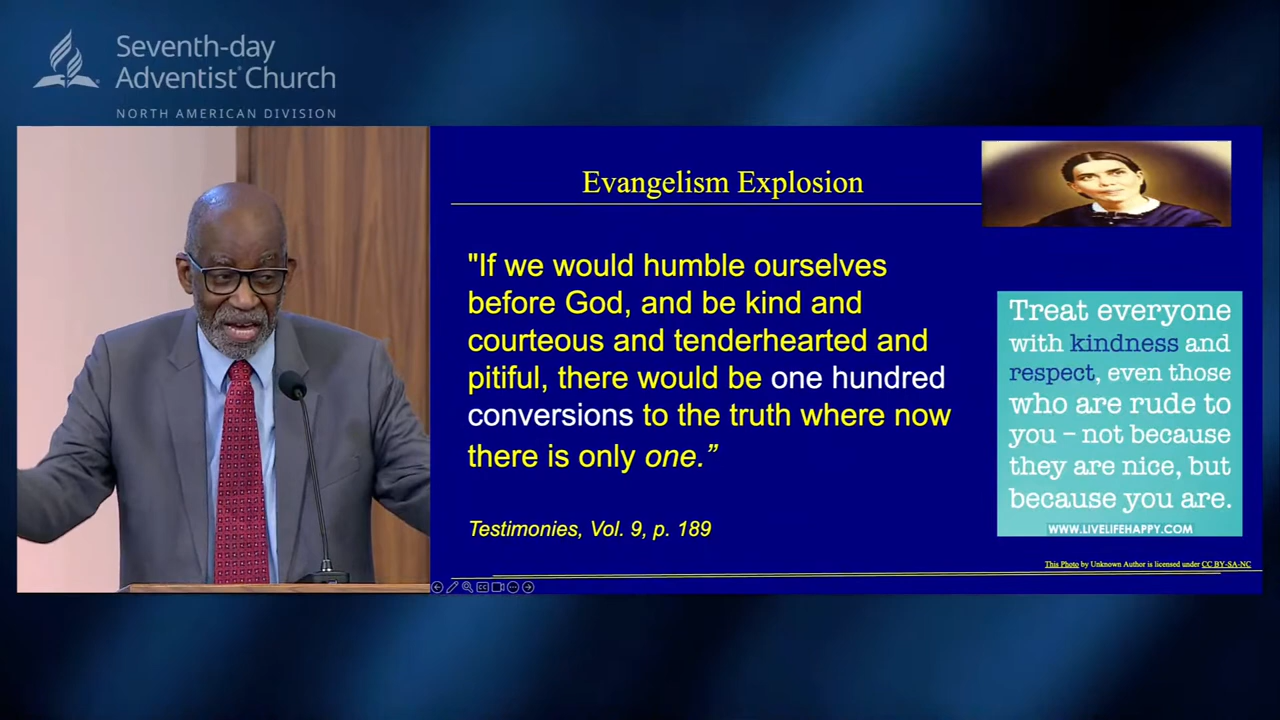 Seventh-day
Adventist® Church
NORTH AMERICAN DIVISION
Evangelism Explosion
"If we would humble ourselves
before God, and be kind and
courteous and tenderhearted and
pitiful, there would be one hundred
conversions to the truth where now
there is only one.”
Testimonies, Vol. 9, p. 189
Treat everyone
with kindness and
respect, even those
who are rude to
you – not because
they are nice, but
because you are.
WWW.LIVELIFEHAPPY.COM
This Photo by Unknown Author is licensed under CC BY-SA-NC